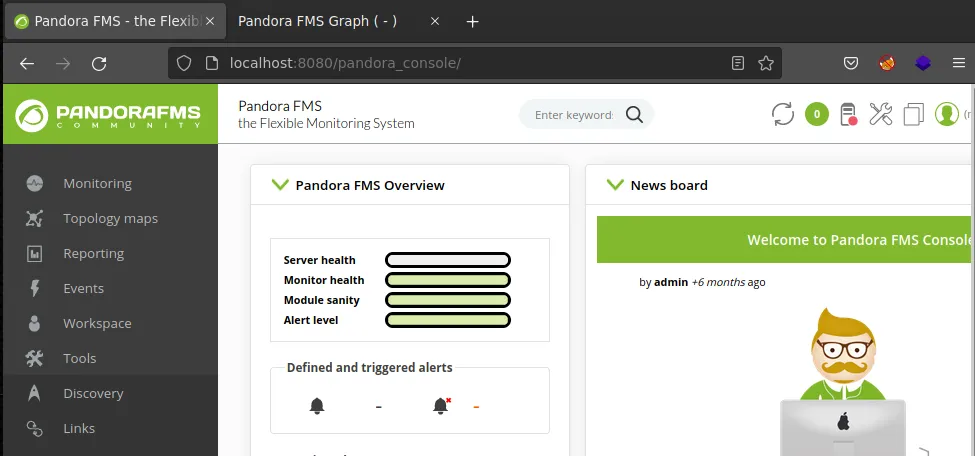 Pandora FMS - the Flexib
Pandora FMS Graph ( - )
localhost:8080/pandora_console/
PANDORAFMS
COMMUNITY
Pandora FMS
the Flexible Monitoring System
Enter keyword:
0
Monitoring
Topology maps
Reporting
Events
Workspace
Tools
Discovery
Links
Pandora FMS Overview
Server health
Monitor health
Module sanity
Alert level
Defined and triggered alerts
- -
News board
Welcome to Pandora FMS Console
by admin +6 months ago